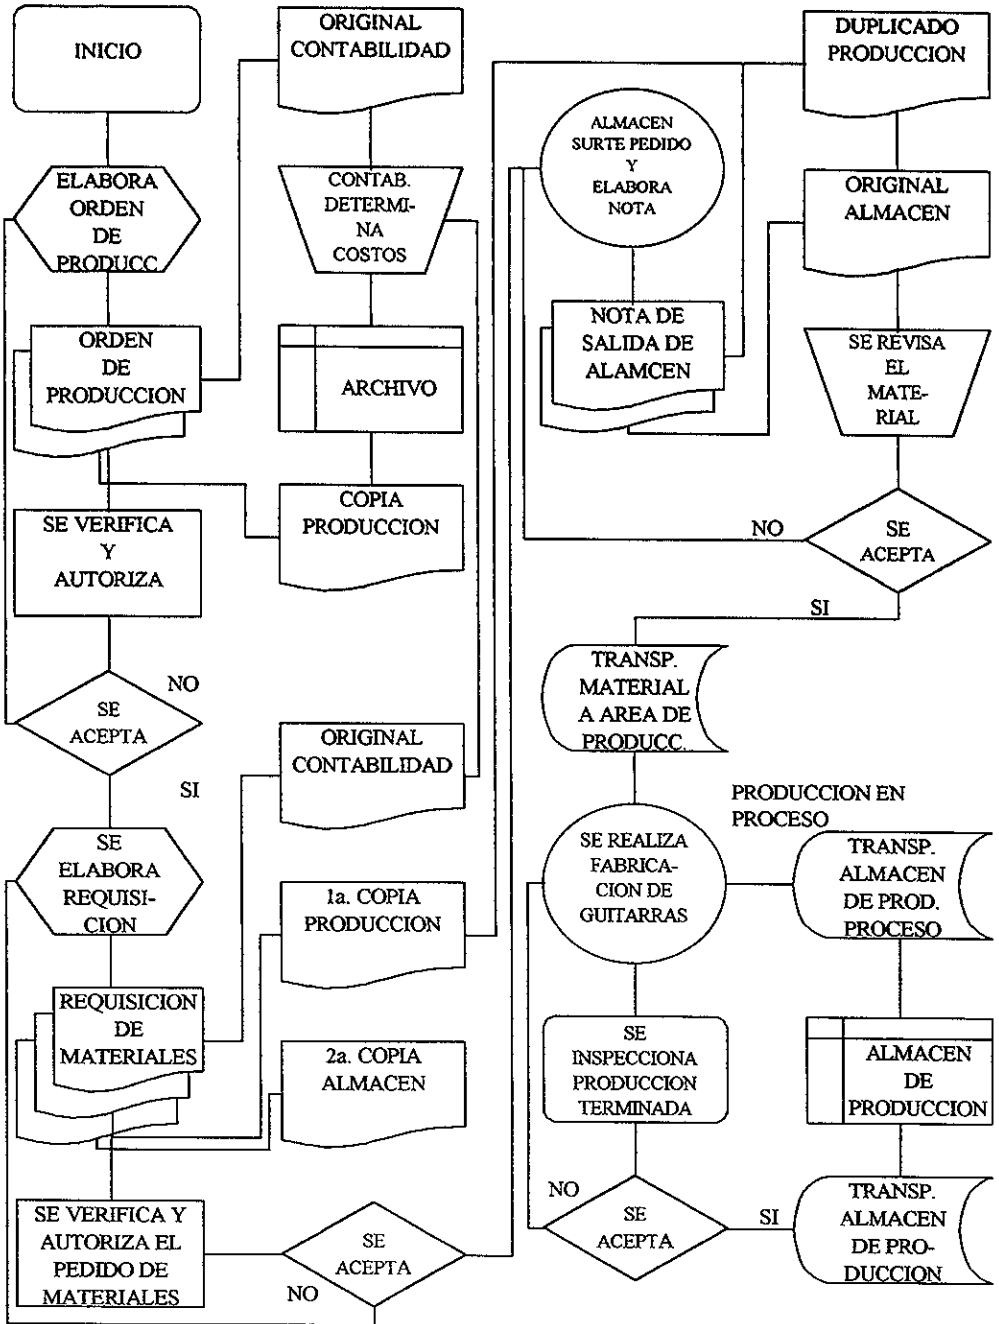 INICIO
ELABORA
ORDEN
DE
PRODUCC
ORDEN
DE
PRODUCCION
SE VERIFICA
Y
AUTORIZA
NO
SE
ACEPTA
SI
SE
ELABORA
REQUISI-
CION
REQUISICION
DE
MATERIALES
SE VERIFICA Y
AUTORIZA EL
PEDIDO DE
MATERIALES
ORIGINAL
CONTABILIDAD
CONTAB.
DETERMI-
NA
COSTOS
ARCHIVO
COPIA
PRODUCCION
ORIGINAL
CONTABILIDAD
1a. COPIA
PRODUCCION
2a. COPIA
ALMACEN
SE
ACEPTA
NO
ALMACEN
SURTE PEDIDO
Y
ELABORA
NOTA
NOTA DE
SALIDA DE
ALAMCEN
DUPLICADO
PRODUCCION
ORIGINAL
ALMACEN
SE REVISA
EL
MATE-
RIAL
NO
SE
ACEPTA
SI
TRANSP.
MATERIAL
A AREA DE
PRODUCC.
SE REALIZA
FABRICA-
CION DE
GUITARRAS
PRODUCCION EN
PROCESO
TRANSP.
ALMACEN
DE PROD.
PROCESO
SE
INSPECCIONA
PRODUCCION
TERMINADA
ALMACEN
DE
PRODUCCION
NO
SE
ACEPTA
SI
TRANSP.
ALMACEN
DE PRO-
DUCCION